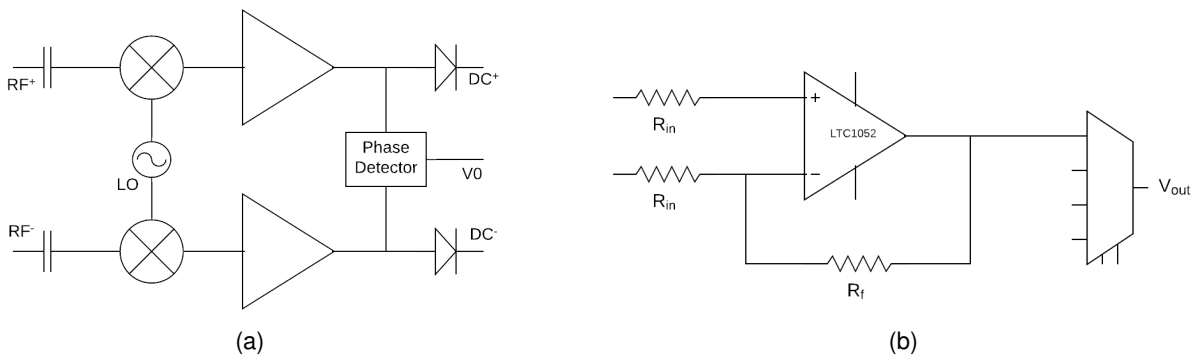 RF⁺
DC⁺
Phase
Detector
V0
LO
RF⁻
DC⁻
(a)
Rin
+
LTC1052
Rin
−
Rf
Vout
(b)